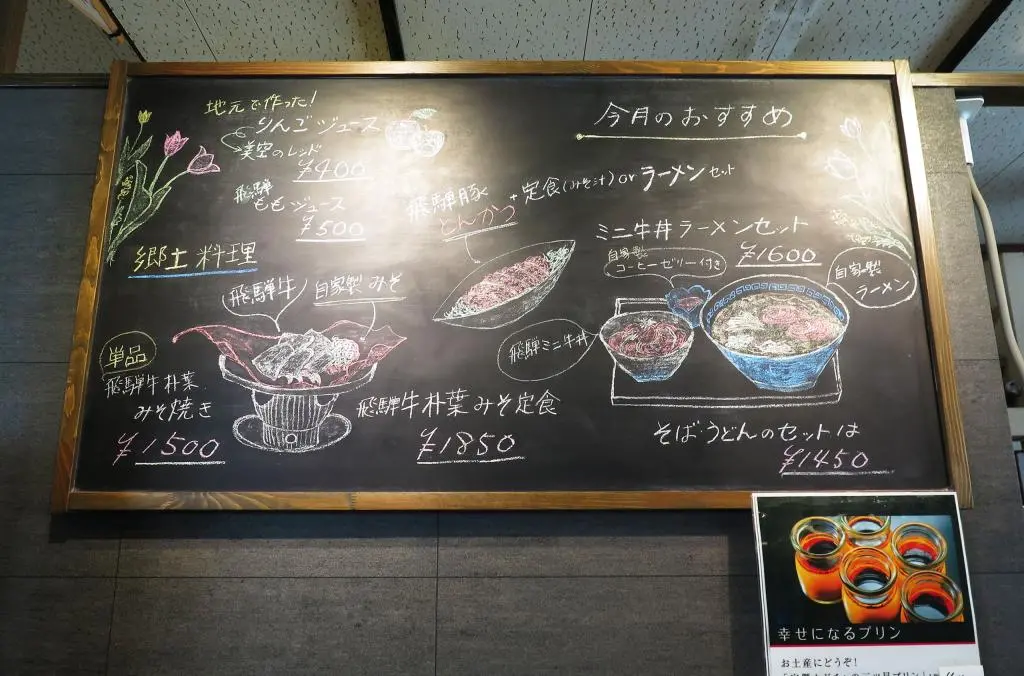 地元で作った!
りんごジュース
美空のレッド
¥400
飛騨
ももジュース
¥500
郷土料理
飛騨牛
自家製みそ
単品
飛騨牛朴葉
みそ焼き
¥1500
飛騨牛朴葉みそ定食
¥1850
飛騨豚
とんかつ
+定食(みそ汁)orラーメンセット
今月のおすすめ
ミニ牛丼ラーメンセット
¥1600
自家製
コーヒーゼリー付き
自家製
ラーメン
飛騨ミニ牛丼
そば・うどんのセットは
¥1450
幸せになるプリン
お土産にどうぞ!